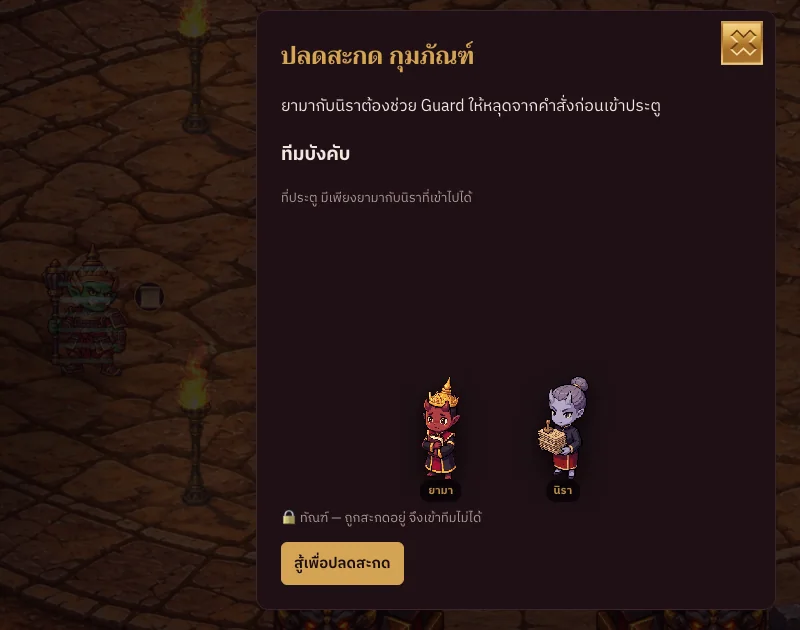 ปลดสะกด กุมภัณฑ์
ยามากับนิราต้องช่วย Guard ให้หลุดจากคำสั่งก่อนเข้าประตู
ทีมบังคับ
ที่ประตู มีเพียงยามากับนิราที่เข้าไปได้
ยามา
นิรา
ทัณฑ์ — ถูกสะกดอยู่ จึงเข้าทีมไม่ได้
สู้เพื่อปลดสะกด